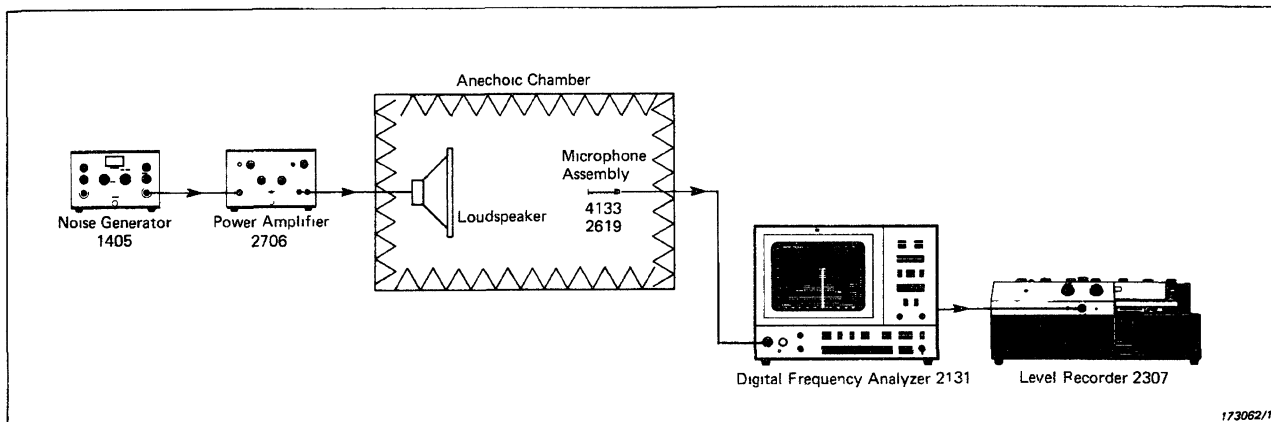 Anechoic Chamber
Noise Generator
1405
Power Amplifier
2706
Loudspeaker
Microphone
Assembly
4133
2619
Digital Frequency Analyzer 2131
Level Recorder 2307
173062/1